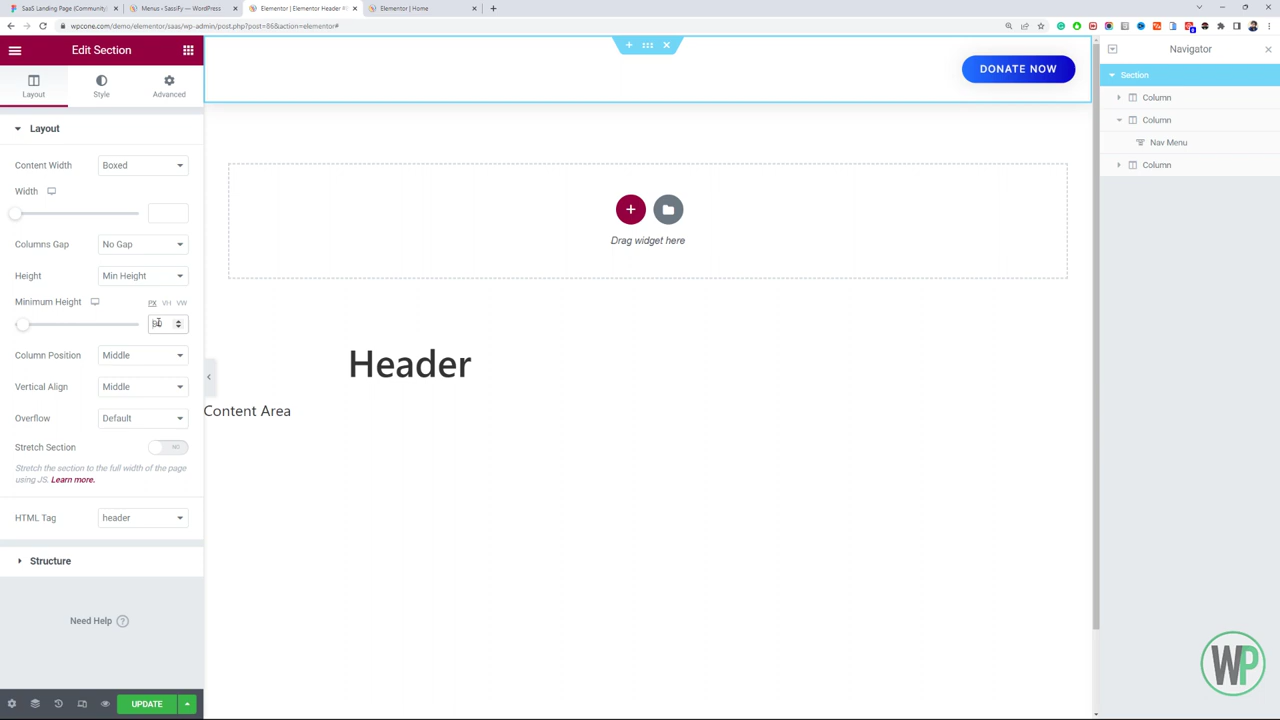 SaaS Landing Page (Community)
Menus ‹ SassiFy — WordPress
Elementor | Elementor Header #8
Elementor | Home
wpcone.com/demo/elementor/saas/wp-admin/post.php?post=86&action=elementor#
Edit Section
Layout
Style
Advanced
Layout
Content Width
Boxed
Width
Columns Gap
No Gap
Height
Min Height
Minimum Height
PX
VH
VW
Column Position
Middle
Vertical Align
Middle
Overflow
Default
Stretch Section
NO
Stretch the section to the full width of the page
using JS. Learn more.
HTML Tag
header
Structure
Need Help
UPDATE
DONATE NOW
Drag widget here
Header
Content Area
Navigator
Section
Column
Column
Nav Menu
Column
WP